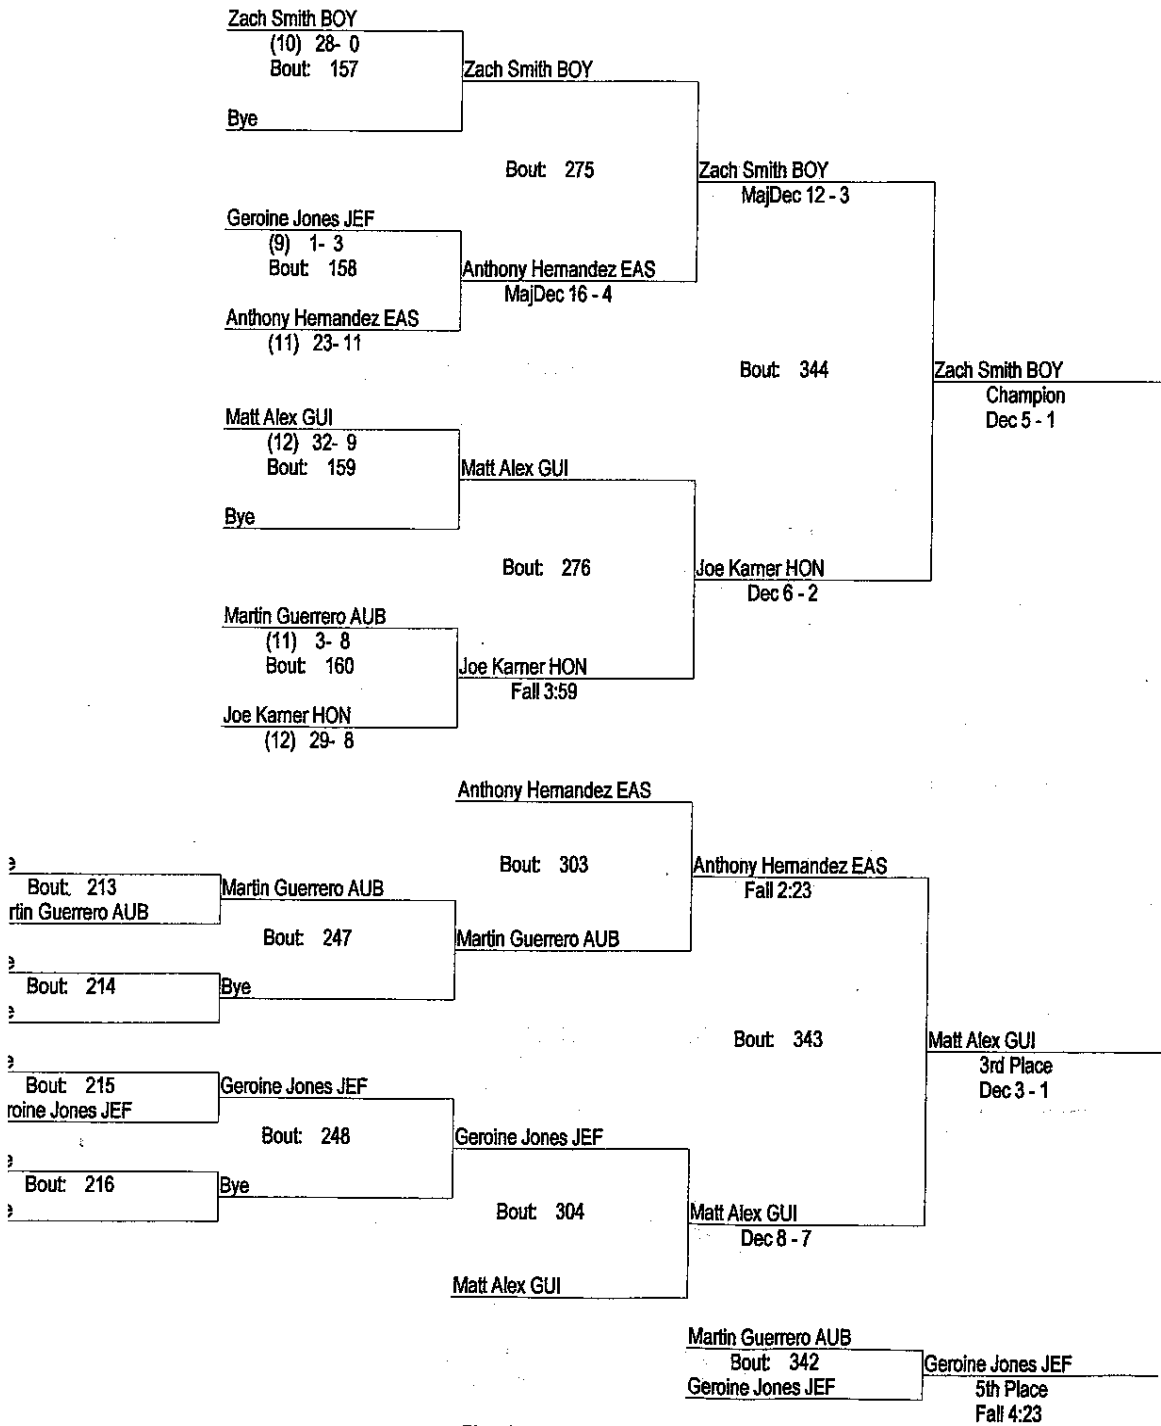 Zach Smith BOY
(10) 28- 0
Bout: 157
Zach Smith BOY
Bye
Bout: 275
Zach Smith BOY
MajDec 12 - 3
Geroine Jones JEF
(9) 1- 3
Bout: 158
Anthony Hernandez EAS
MajDec 16 - 4
Anthony Hernandez EAS
(11) 23- 11
Bout: 344
Zach Smith BOY
Champion
Dec 5 - 1
Matt Alex GUI
(12) 32- 9
Bout: 159
Matt Alex GUI
Bye
Bout: 276
Joe Karner HON
Dec 6 - 2
Martin Guerrero AUB
(11) 3- 8
Bout: 160
Joe Karner HON
Fall 3:59
Joe Karner HON
(12) 29- 8
Anthony Hernandez EAS
Bout: 303
Anthony Hernandez EAS
Fall 2:23
e
Bout: 213
Martin Guerrero AUB
rtin Guerrero AUB
Bout: 247
Martin Guerrero AUB
e
Bout: 214
Bye
e
Bout: 343
Matt Alex GUI
3rd Place
Dec 3 - 1
e
Bout: 215
Geroine Jones JEF
roine Jones JEF
Bout: 248
Geroine Jones JEF
e
Bout: 216
Bye
e
Bout: 304
Matt Alex GUI
Dec 8 - 7
Matt Alex GUI
Martin Guerrero AUB
Bout: 342
Geroine Jones JEF
Geroine Jones JEF
5th Place
Fall 4:23